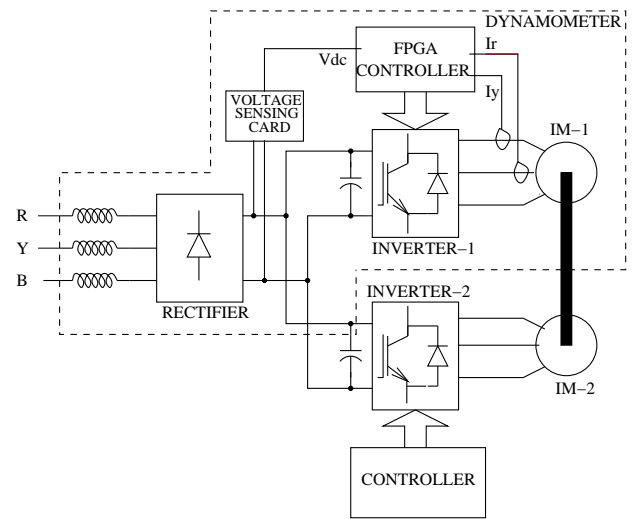 DYNAMOMETER
FPGA
CONTROLLER
Vdc
Ir
Iy
VOLTAGE
SENSING
CARD
IM−1
R
Y
B
INVERTER−1
RECTIFIER
INVERTER−2
IM−2
CONTROLLER